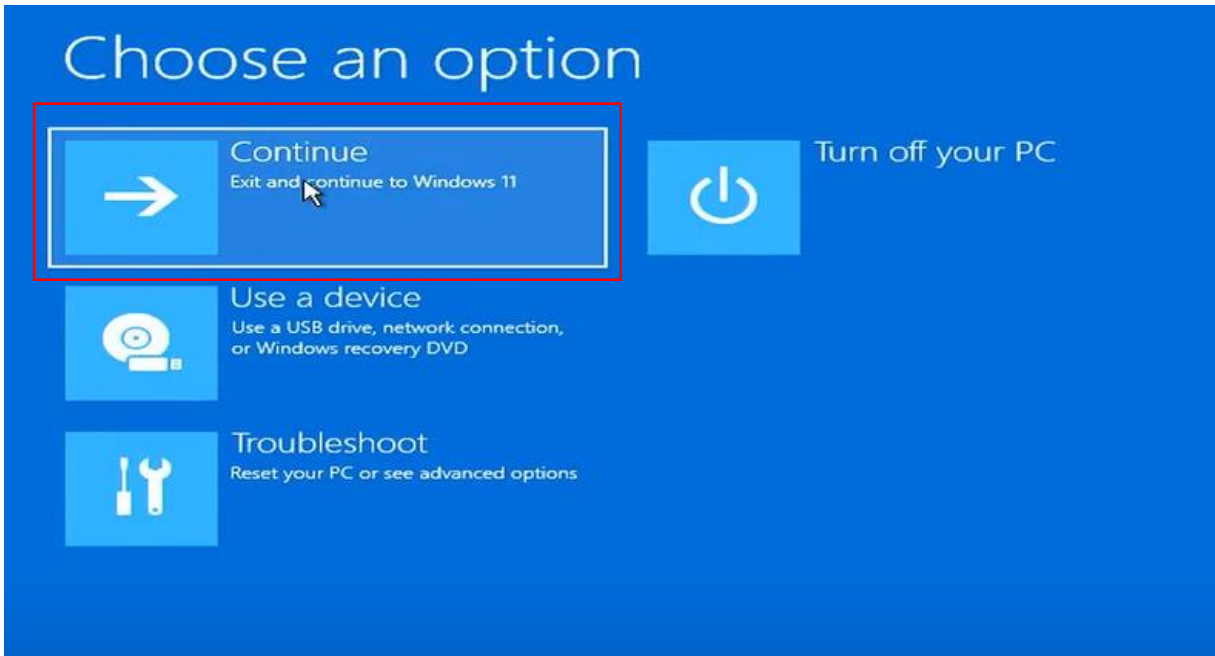 Choose an option
Continue
Exit and continue to Windows 11
Turn off your PC
Use a device
Use a USB drive, network connection,
or Windows recovery DVD
Troubleshoot
Reset your PC or see advanced options